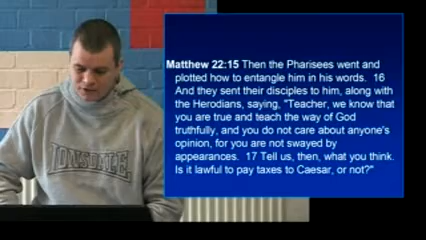 Matthew 22:15 Then the Pharisees went and
plotted how to entangle him in his words.  16
And they sent their disciples to him, along with
the Herodians, saying, "Teacher, we know that
you are true and teach the way of God
truthfully, and you do not care about anyone's
opinion, for you are not swayed by
appearances.  17 Tell us, then, what you think.
Is it lawful to pay taxes to Caesar, or not?"
LONSDALE